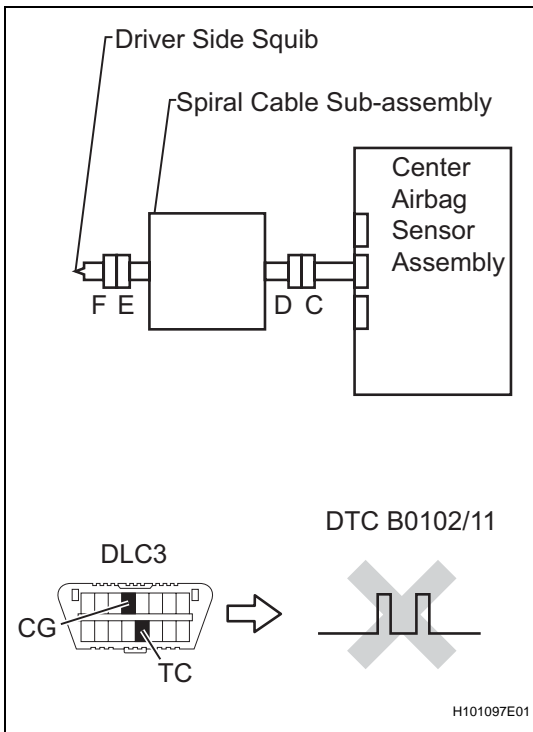 Driver Side Squib
Spiral Cable Sub-assembly
Center
Airbag
Sensor
Assembly
F E
D C
DTC B0102/11
DLC3
CG
TC
H101097E01